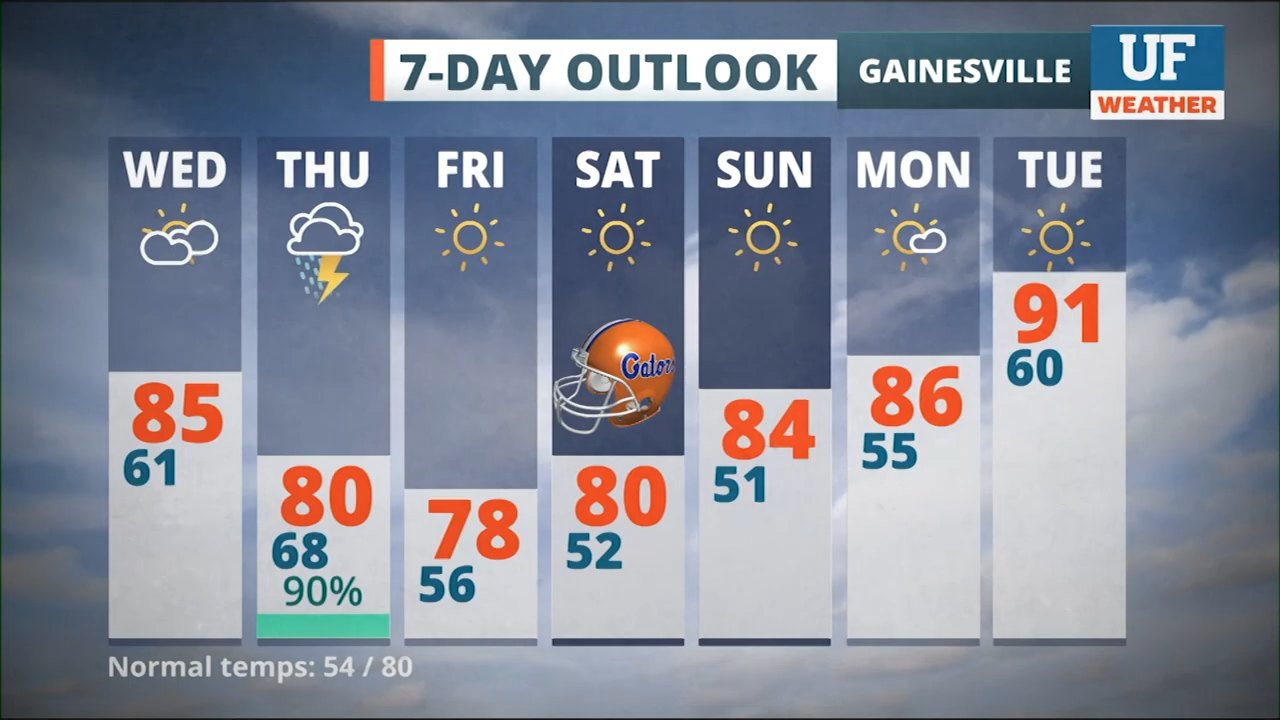 7-DAY OUTLOOK
GAINESVILLE
UF
WEATHER
WED
THU
FRI
SAT
SUN
MON
TUE
85
61
80
68
90%
78
56
Gators
80
52
84
51
86
55
91
60
Normal temps: 54 / 80